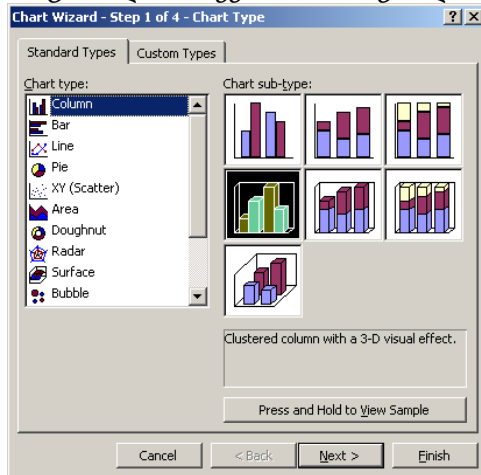 Chart Wizard - Step 1 of 4 - Chart Type
Standard Types
Custom Types
Chart type:
Column
Bar
Line
Pie
XY (Scatter)
Area
Doughnut
Radar
Surface
Bubble
Chart sub-type:
Clustered column with a 3-D visual effect.
Press and Hold to View Sample
Cancel
< Back
Next >
Finish